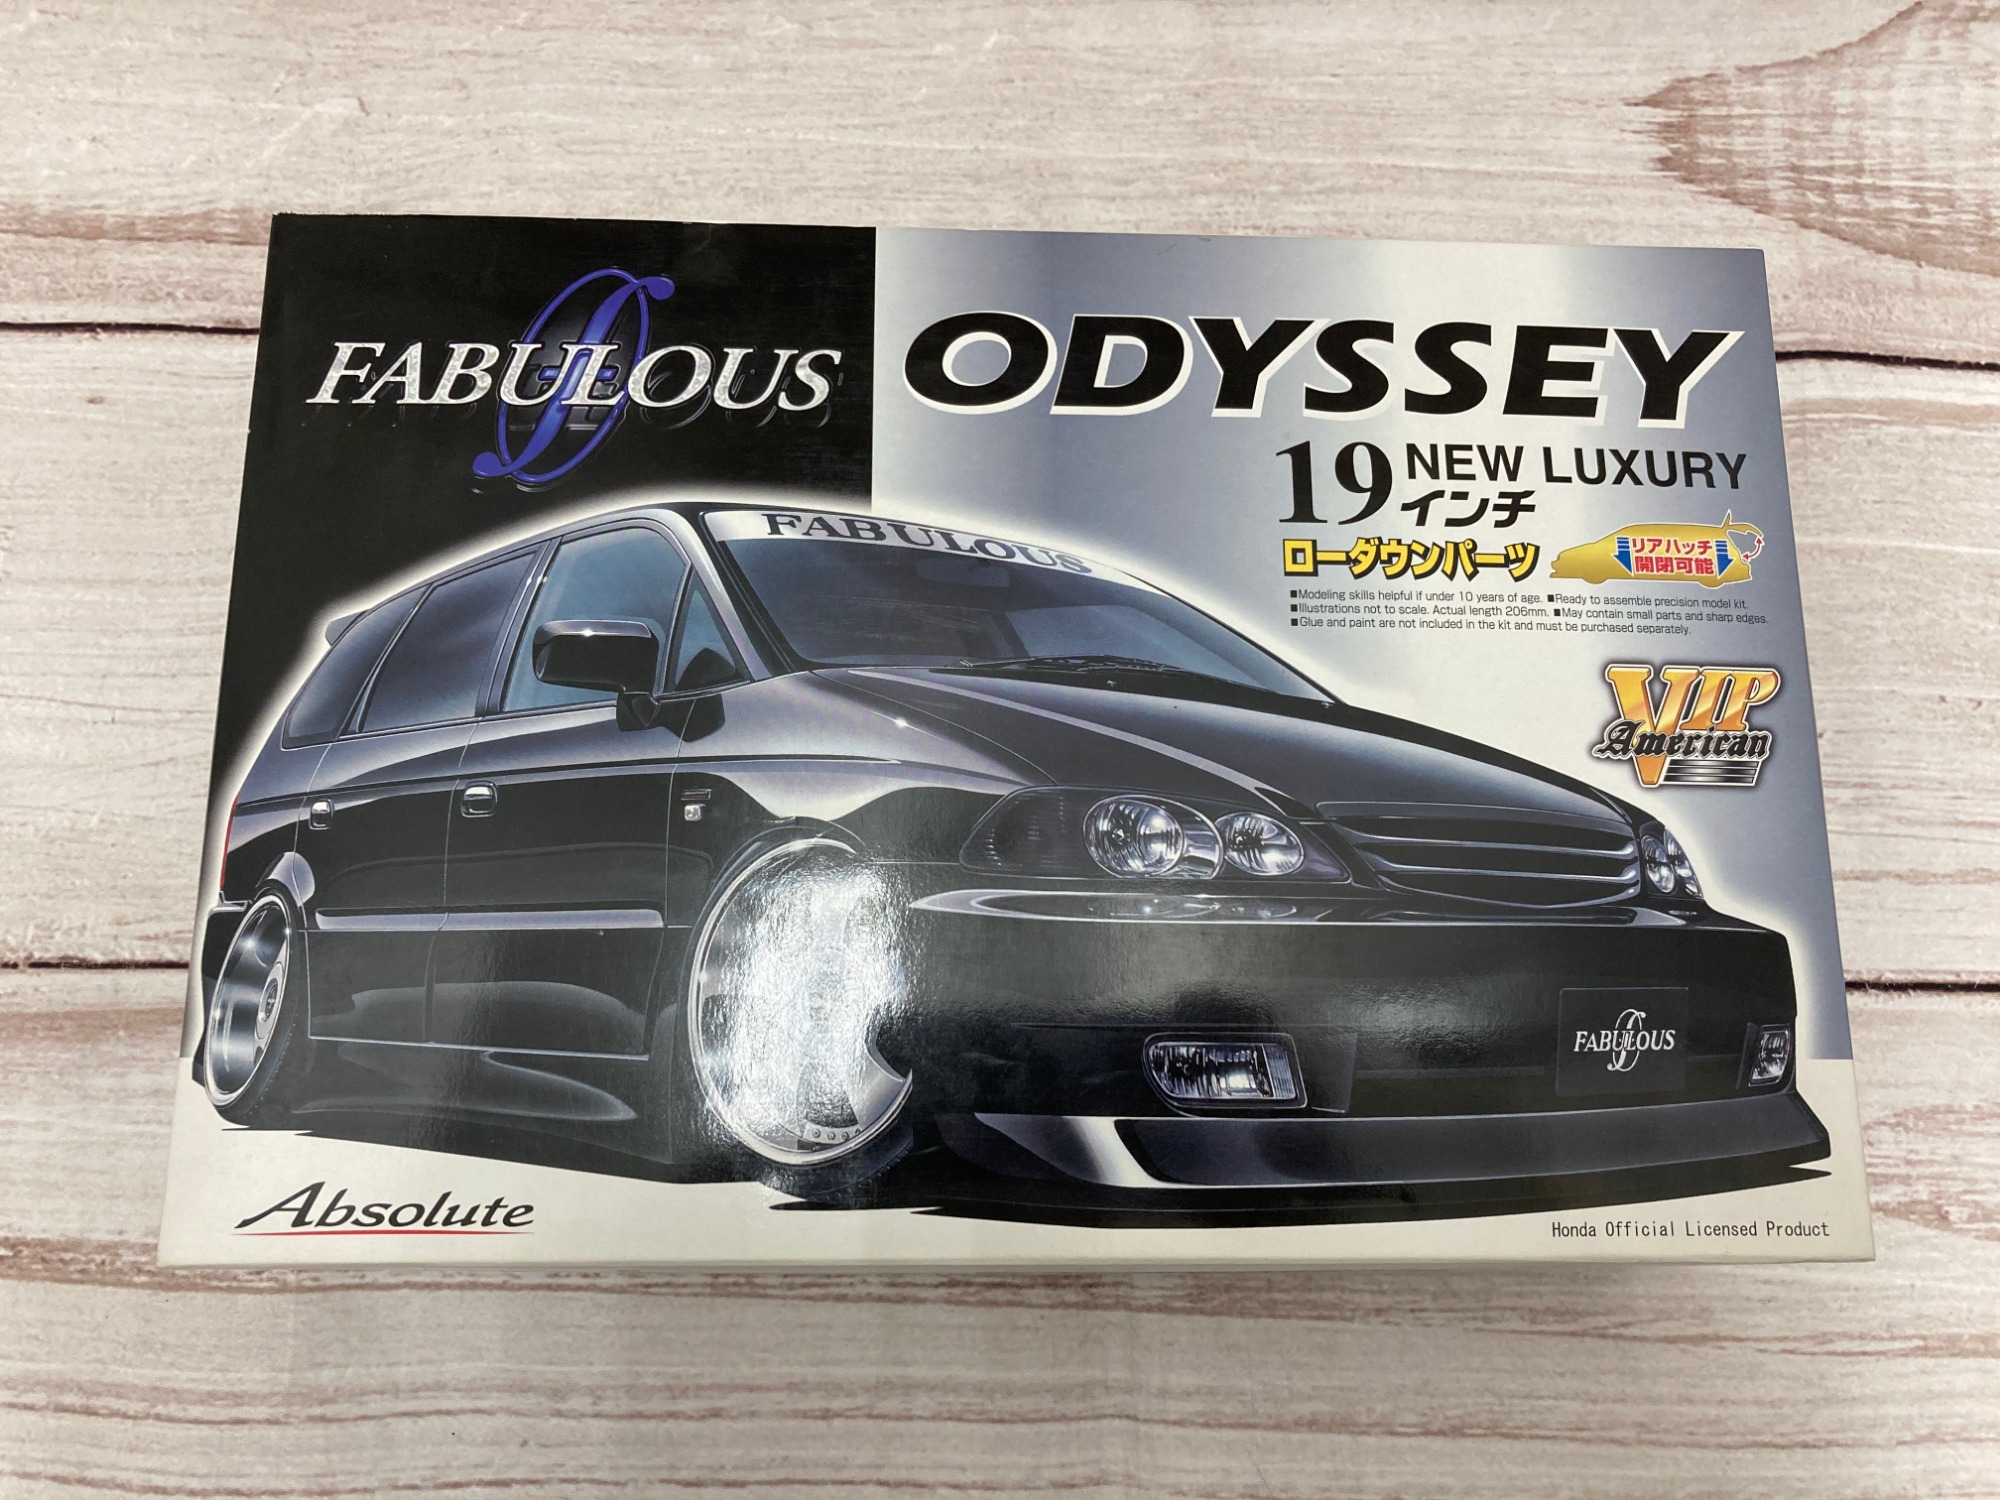 FABULOUS
ODYSSEY
19インチ NEW LUXURY
ローダウンパーツ
リアハッチ
開閉可能
■Modeling skills helpful if under 10 years of age. ■Ready to assemble precision model kit.
■Illustrations not to scale. Actual length 206mm. ■May contain small parts and sharp edges.
■Glue and paint are not included in the kit and must be purchased separately.
VIP
American
FABULOUS
FABULOUS
Absolute
Honda Official Licensed Product